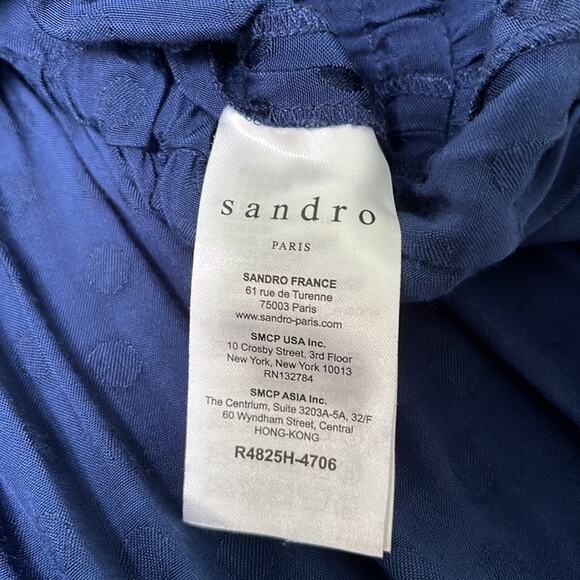 sandro
PARIS
SANDRO FRANCE
61 rue de Turenne
75003 Paris
www.sandro-paris.com
SMCP USA Inc.
10 Crosby Street, 3rd Floor
New York, New York 10013
RN132784
SMCP ASIA Inc.
The Centrium, Suite 3203A-5A, 32/F
60 Wyndham Street, Central
HONG-KONG
R4825H-4706